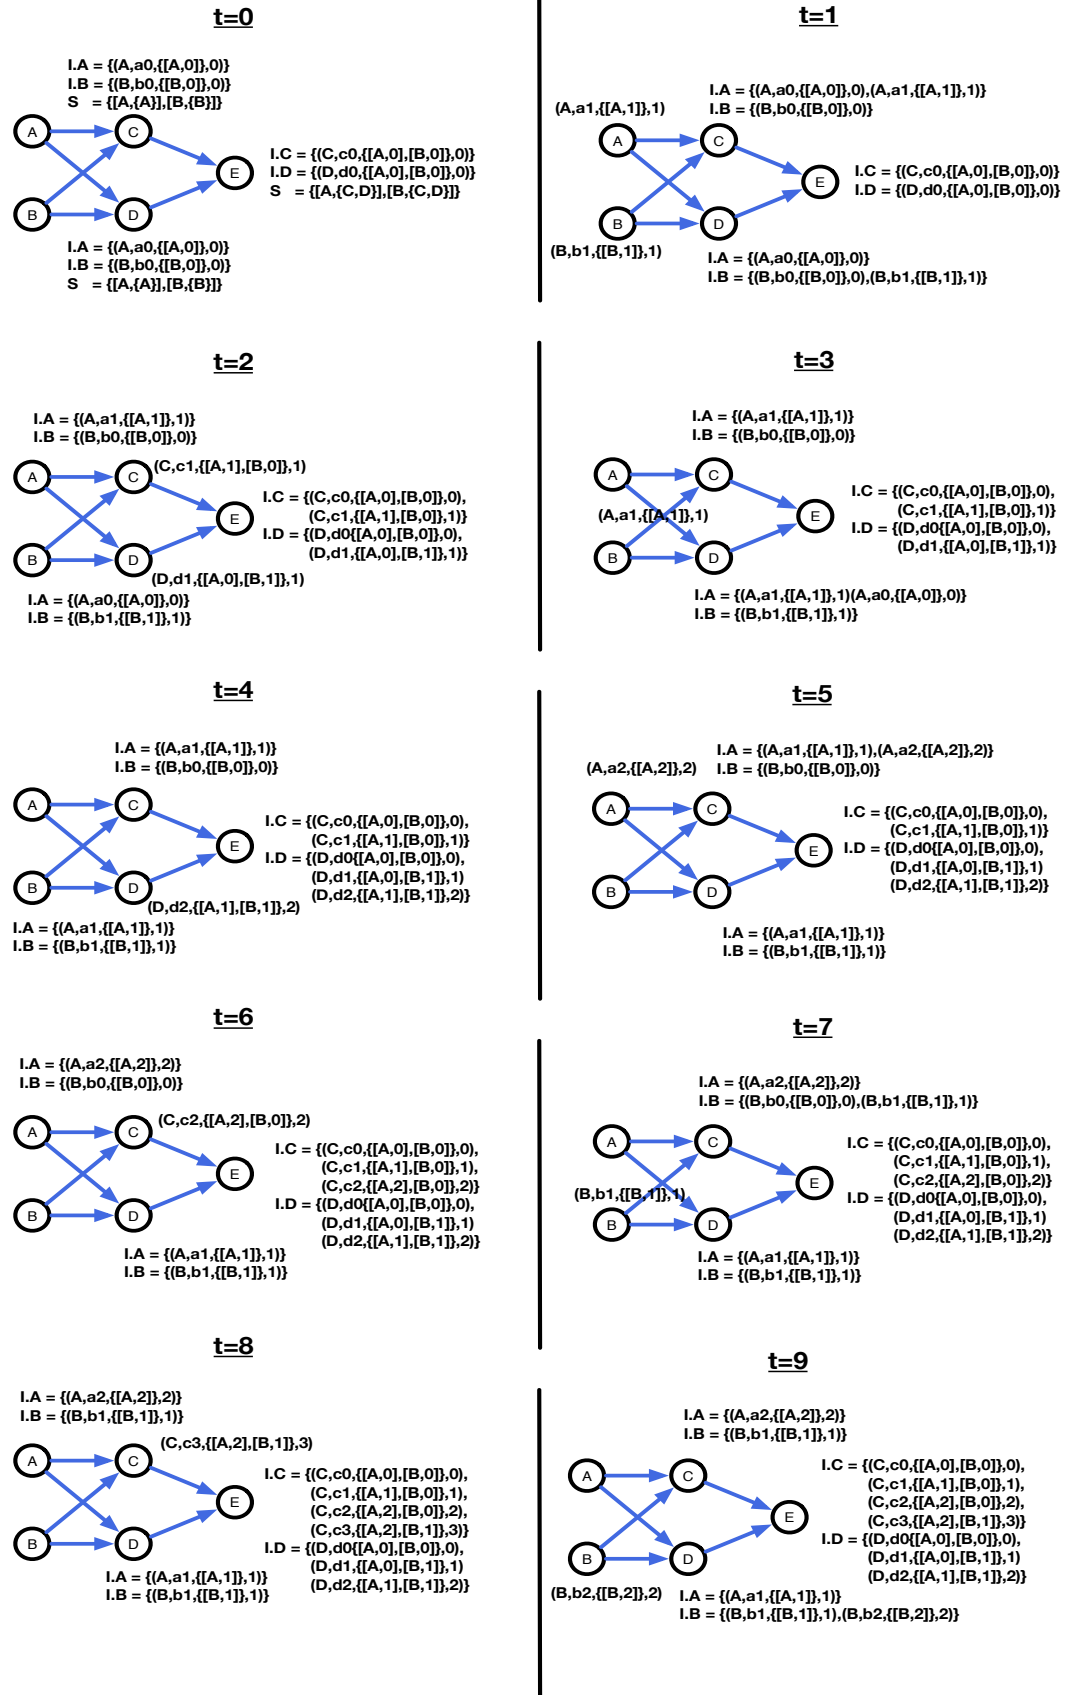 t=0
I.A = {(A,a0,{[A,0]},0)}
I.B = {(B,b0,{[B,0]},0)}
S = {[A,{A}],[B,{B}]}
A
C
E
B
D
I.C = {(C,c0,{[A,0],[B,0]},0)}
I.D = {(D,d0,{[A,0],[B,0]},0)}
S = {[A,{C,D}],[B,{C,D}]}
I.A = {(A,a0,{[A,0]},0)}
I.B = {(B,b0,{[B,0]},0)}
S = {[A,{A}],[B,{B}]}
t=1
I.A = {(A,a0,{[A,0]},0),(A,a1,{[A,1]},1)}
I.B = {(B,b0,{[B,0]},0)}
(A,a1,{[A,1]},1)
A
C
E
B
D
I.C = {(C,c0,{[A,0],[B,0]},0)}
I.D = {(D,d0,{[A,0],[B,0]},0)}
(B,b1,{[B,1]},1)
I.A = {(A,a0,{[A,0]},0)}
I.B = {(B,b0,{[B,0]},0),(B,b1,{[B,1]},1)}
t=2
I.A = {(A,a1,{[A,1]},1)}
I.B = {(B,b0,{[B,0]},0)}
A
C
(C,c1,{[A,1],[B,0]},1)
E
B
D
I.C = {(C,c0,{[A,0],[B,0]},0),
(C,c1,{[A,1],[B,0]},1)}
I.D = {(D,d0{[A,0],[B,0]},0),
(D,d1,{[A,0],[B,1]},1)}
(D,d1,{[A,0],[B,1]},1)
I.A = {(A,a0,{[A,0]},0)}
I.B = {(B,b1,{[B,1]},1)}
t=3
I.A = {(A,a1,{[A,1]},1)}
I.B = {(B,b0,{[B,0]},0)}
A
C
(A,a1,{[A,1]},1)
E
B
D
I.C = {(C,c0,{[A,0],[B,0]},0),
(C,c1,{[A,1],[B,0]},1)}
I.D = {(D,d0{[A,0],[B,0]},0),
(D,d1,{[A,0],[B,1]},1)}
I.A = {(A,a1,{[A,1]},1)(A,a0,{[A,0]},0)}
I.B = {(B,b1,{[B,1]},1)}
t=4
I.A = {(A,a1,{[A,1]},1)}
I.B = {(B,b0,{[B,0]},0)}
A
C
E
B
D
I.C = {(C,c0,{[A,0],[B,0]},0),
(C,c1,{[A,1],[B,0]},1)}
I.D = {(D,d0{[A,0],[B,0]},0),
(D,d1,{[A,0],[B,1]},1)
(D,d2,{[A,1],[B,1]},2)}
(D,d2,{[A,1],[B,1]},2)
I.A = {(A,a1,{[A,1]},1)}
I.B = {(B,b1,{[B,1]},1)}
t=5
I.A = {(A,a1,{[A,1]},1),(A,a2,{[A,2]},2)}
(A,a2,{[A,2]},2)
I.B = {(B,b0,{[B,0]},0)}
A
C
E
B
D
I.C = {(C,c0,{[A,0],[B,0]},0),
(C,c1,{[A,1],[B,0]},1)}
I.D = {(D,d0{[A,0],[B,0]},0),
(D,d1,{[A,0],[B,1]},1)
(D,d2,{[A,1],[B,1]},2)}
I.A = {(A,a1,{[A,1]},1)}
I.B = {(B,b1,{[B,1]},1)}
t=6
I.A = {(A,a2,{[A,2]},2)}
I.B = {(B,b0,{[B,0]},0)}
A
C
(C,c2,{[A,2],[B,0]},2)
E
B
D
I.C = {(C,c0,{[A,0],[B,0]},0),
(C,c1,{[A,1],[B,0]},1),
(C,c2,{[A,2],[B,0]},2)}
I.D = {(D,d0{[A,0],[B,0]},0),
(D,d1,{[A,0],[B,1]},1)
(D,d2,{[A,1],[B,1]},2)}
I.A = {(A,a1,{[A,1]},1)}
I.B = {(B,b1,{[B,1]},1)}
t=7
I.A = {(A,a2,{[A,2]},2)}
I.B = {(B,b0,{[B,0]},0),(B,b1,{[B,1]},1)}
A
C
E
(B,b1,{[B,1]},1)
B
D
I.C = {(C,c0,{[A,0],[B,0]},0),
(C,c1,{[A,1],[B,0]},1),
(C,c2,{[A,2],[B,0]},2)}
I.D = {(D,d0{[A,0],[B,0]},0),
(D,d1,{[A,0],[B,1]},1)
(D,d2,{[A,1],[B,1]},2)}
I.A = {(A,a1,{[A,1]},1)}
I.B = {(B,b1,{[B,1]},1)}
t=8
I.A = {(A,a2,{[A,2]},2)}
I.B = {(B,b1,{[B,1]},1)}
A
C
(C,c3,{[A,2],[B,1]},3)
E
B
D
I.C = {(C,c0,{[A,0],[B,0]},0),
(C,c1,{[A,1],[B,0]},1),
(C,c2,{[A,2],[B,0]},2),
(C,c3,{[A,2],[B,1]},3)}
I.D = {(D,d0{[A,0],[B,0]},0),
(D,d1,{[A,0],[B,1]},1)
(D,d2,{[A,1],[B,1]},2)}
I.A = {(A,a1,{[A,1]},1)}
I.B = {(B,b1,{[B,1]},1)}
t=9
I.A = {(A,a2,{[A,2]},2)}
I.B = {(B,b1,{[B,1]},1)}
A
C
E
B
D
I.C = {(C,c0,{[A,0],[B,0]},0),
(C,c1,{[A,1],[B,0]},1),
(C,c2,{[A,2],[B,0]},2),
(C,c3,{[A,2],[B,1]},3)}
I.D = {(D,d0{[A,0],[B,0]},0),
(D,d1,{[A,0],[B,1]},1)
(D,d2,{[A,1],[B,1]},2)}
(B,b2,{[B,2]},2)
I.A = {(A,a1,{[A,1]},1)}
I.B = {(B,b1,{[B,1]},1),(B,b2,{[B,2]},2)}